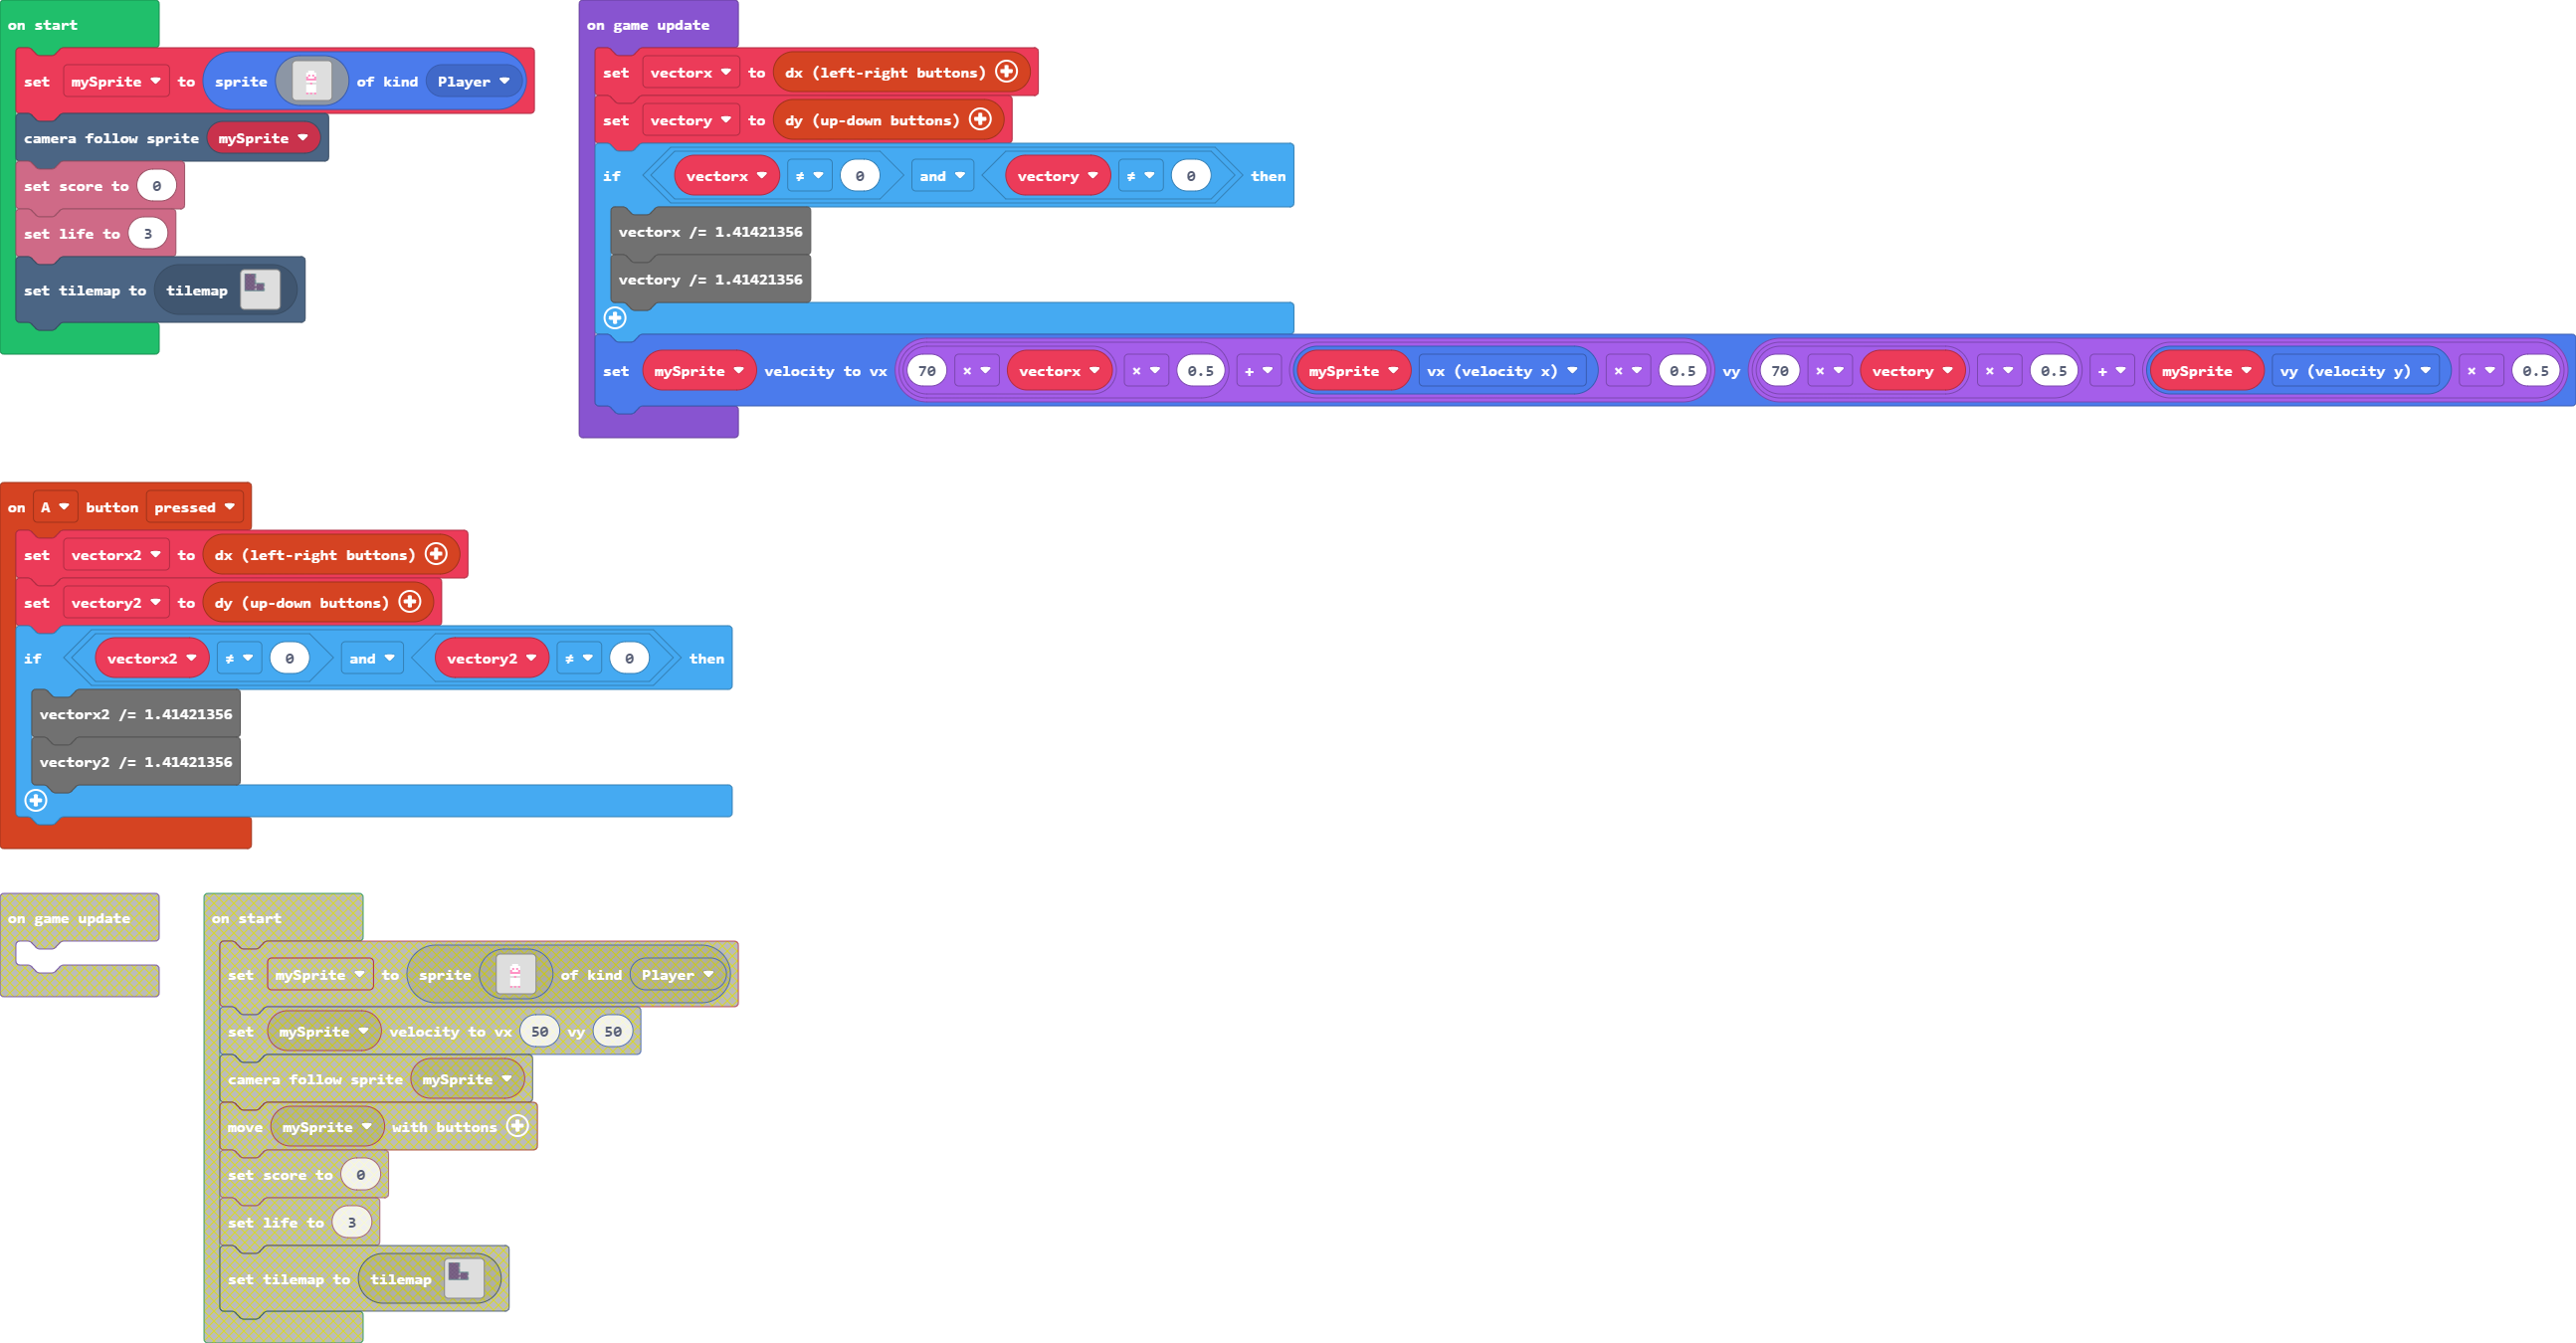 on start
set mySprite to sprite of kind Player
camera follow sprite mySprite
set score to 0
set life to 3
set tilemap to tilemap
on game update
set vectorx to dx (left-right buttons)
set vectory to dy (up-down buttons)
if vectorx ≠ 0 and vectory ≠ 0 then
vectorx /= 1.41421356
vectory /= 1.41421356
set mySprite velocity to vx 70 × vectorx × 0.5 + mySprite vx (velocity x) × 0.5 vy 70 × vectory × 0.5 + mySprite vy (velocity y) × 0.5
on A button pressed
set vectorx2 to dx (left-right buttons)
set vectory2 to dy (up-down buttons)
if vectorx2 ≠ 0 and vectory2 ≠ 0 then
vectorx2 /= 1.41421356
vectory2 /= 1.41421356
on game update
on start
set mySprite to sprite of kind Player
set mySprite velocity to vx 50 vy 50
camera follow sprite mySprite
move mySprite with buttons
set score to 0
set life to 3
set tilemap to tilemap